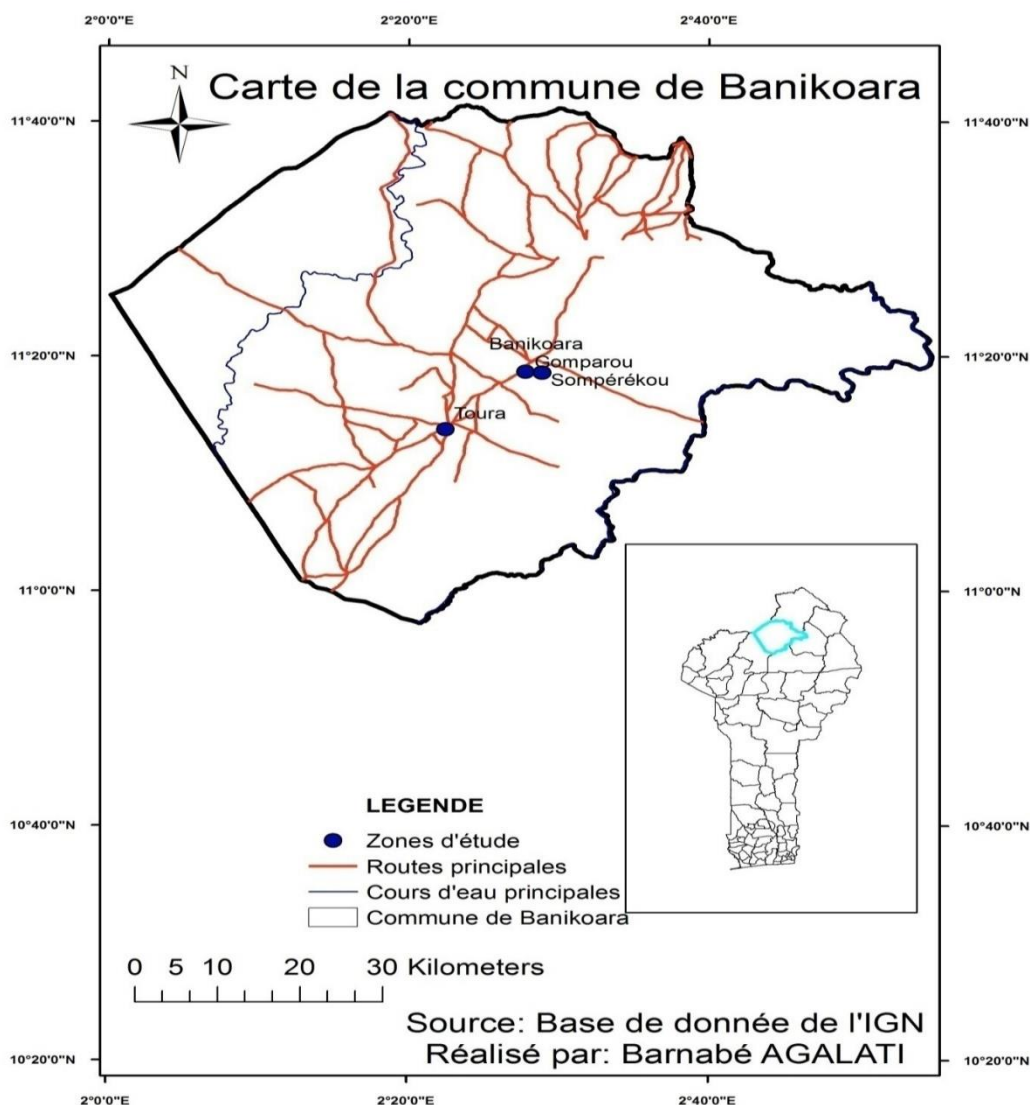 2°0'0"E 2°20'0"E 2°40'0"E
N
Carte de la commune de Banikoara
11°40'0"N 11°40'0"N
11°20'0"N 11°20'0"N
Banikoara
Gomparou
Sompérékou
Toura
11°0'0"N 11°0'0"N
LEGENDE
Zones d'étude
Routes principales
Cours d'eau principales
Commune de Banikoara
10°40'0"N 10°40'0"N
0 5 10 20 30 Kilometers
Source: Base de donnée de l'IGN
Réalisé par: Barnabé AGALATI
10°20'0"N 10°20'0"N
2°0'0"E 2°20'0"E 2°40'0"E